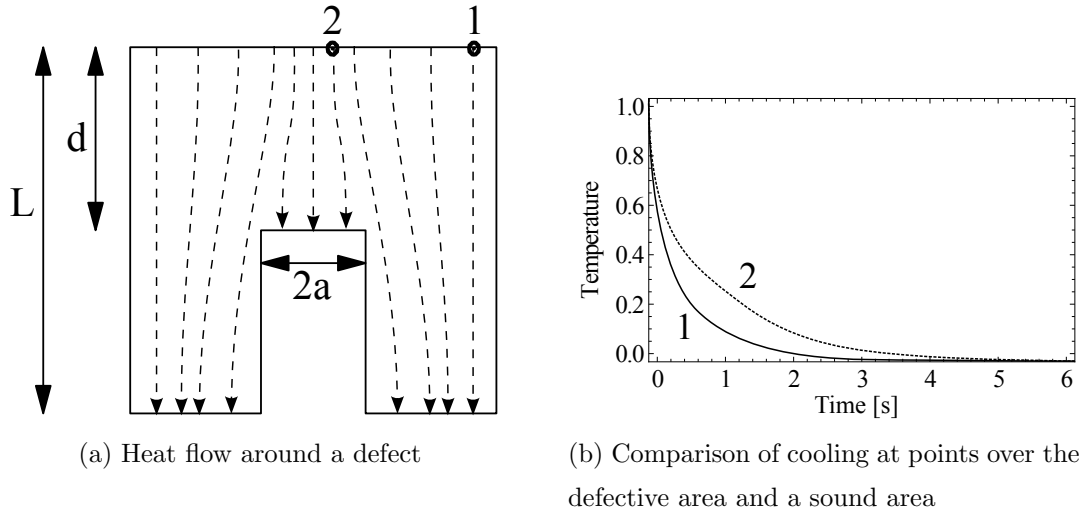 2
1
d
L
2a
(a) Heat flow around a defect
1.0
0.8
0.6
0.4
0.2
0.0
Temperature
2
1
0 1 2 3 4 5 6
Time [s]
(b) Comparison of cooling at points over the
defective area and a sound area